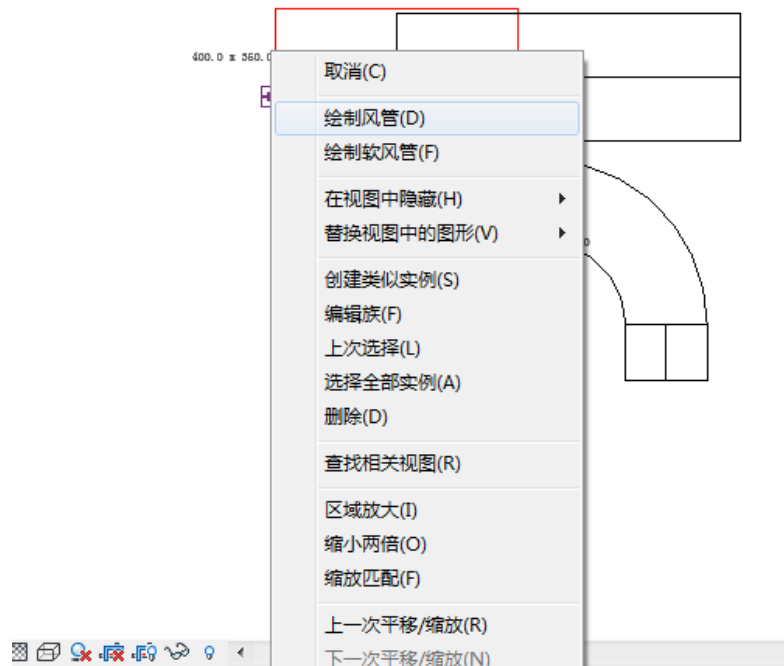 400.0 x 360.0
取消(C)
绘制风管(D)
绘制软风管(F)
在视图中隐藏(H)
替换视图中的图形(V)
创建类似实例(S)
编辑族(F)
上次选择(L)
选择全部实例(A)
删除(D)
查找相关视图(R)
区域放大(I)
缩小两倍(O)
缩放匹配(F)
上一次平移/缩放(R)
下一次平移/缩放(N)